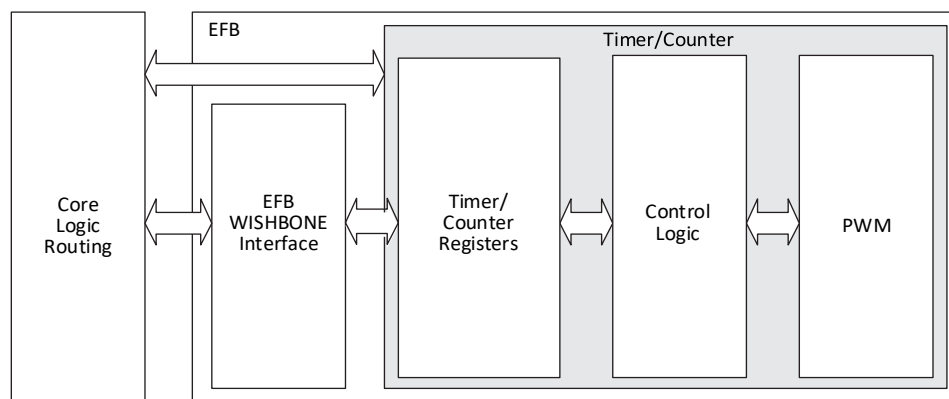 EFB
Timer/Counter
Core
Logic
Routing
EFB
WISHBONE
Interface
Timer/
Counter
Registers
Control
Logic
PWM